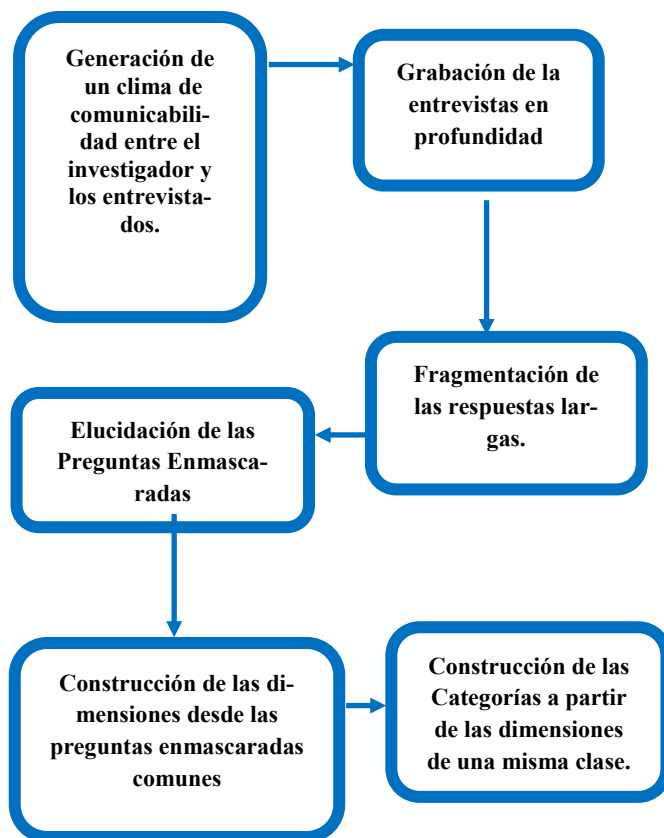 Generación de
un clima de
comunicabili-
dad entre el
investigador y
los entrevista-
dos.
Grabación de la
entrevistas en
profundidad
Fragmentación de
las respuestas lar-
gas.
Elucidación de las
Preguntas Enmasca-
radas
Construcción de las di-
mensiones desde las
preguntas enmascaradas
comunes
Construcción de las
Categorías a partir
de las dimensiones
de una misma clase.